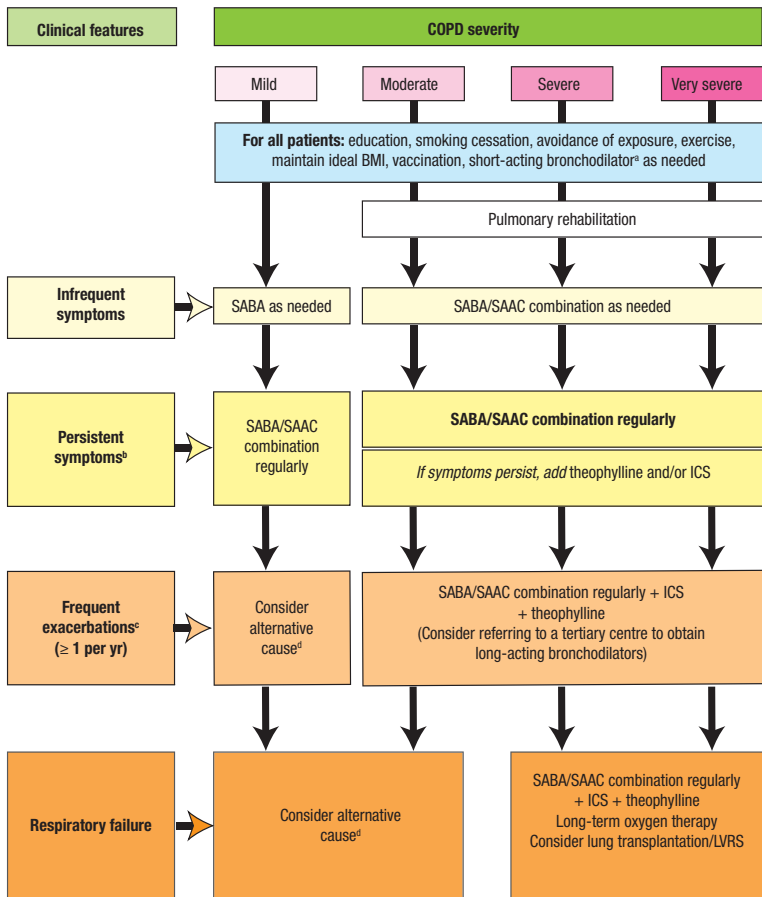 Clinical features
COPD severity
Mild
Moderate
Severe
Very severe
For all patients: education, smoking cessation, avoidance of exposure, exercise,
maintain ideal BMI, vaccination, short-acting bronchodilatorᵃ as needed
Pulmonary rehabilitation
Infrequent
symptoms
SABA as needed
SABA/SAAC combination as needed
Persistent
symptomsᵇ
SABA/SAAC
combination
regularly
SABA/SAAC combination regularly
If symptoms persist, add theophylline and/or ICS
Frequent
exacerbationsᶜ
(≥ 1 per yr)
Consider
alternative
causeᵈ
SABA/SAAC combination regularly + ICS
+ theophylline
(Consider referring to a tertiary centre to obtain
long-acting bronchodilators)
Respiratory failure
Consider alternative
causeᵈ
SABA/SAAC combination regularly
+ ICS + theophylline
Long-term oxygen therapy
Consider lung transplantation/LVRS